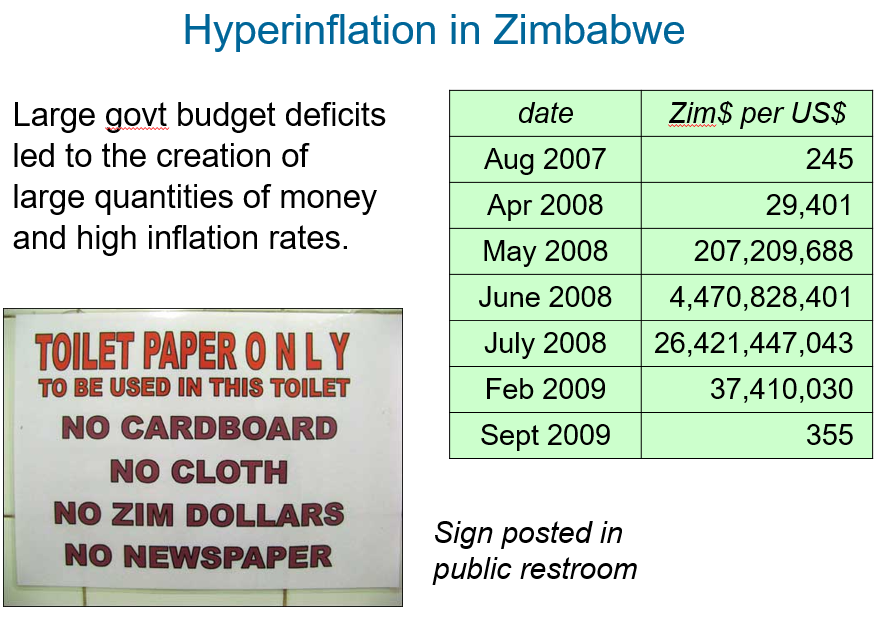 Hyperinflation in Zimbabwe
Large govt budget deficits
led to the creation of
large quantities of money
and high inflation rates.
date Zim$ per US$
Aug 2007 245
Apr 2008 29,401
May 2008 207,209,688
June 2008 4,470,828,401
July 2008 26,421,447,043
Feb 2009 37,410,030
Sept 2009 355
TOILET PAPER O N L Y
TO BE USED IN THIS TOILET
NO CARDBOARD
NO CLOTH
NO ZIM DOLLARS
NO NEWSPAPER
Sign posted in
public restroom